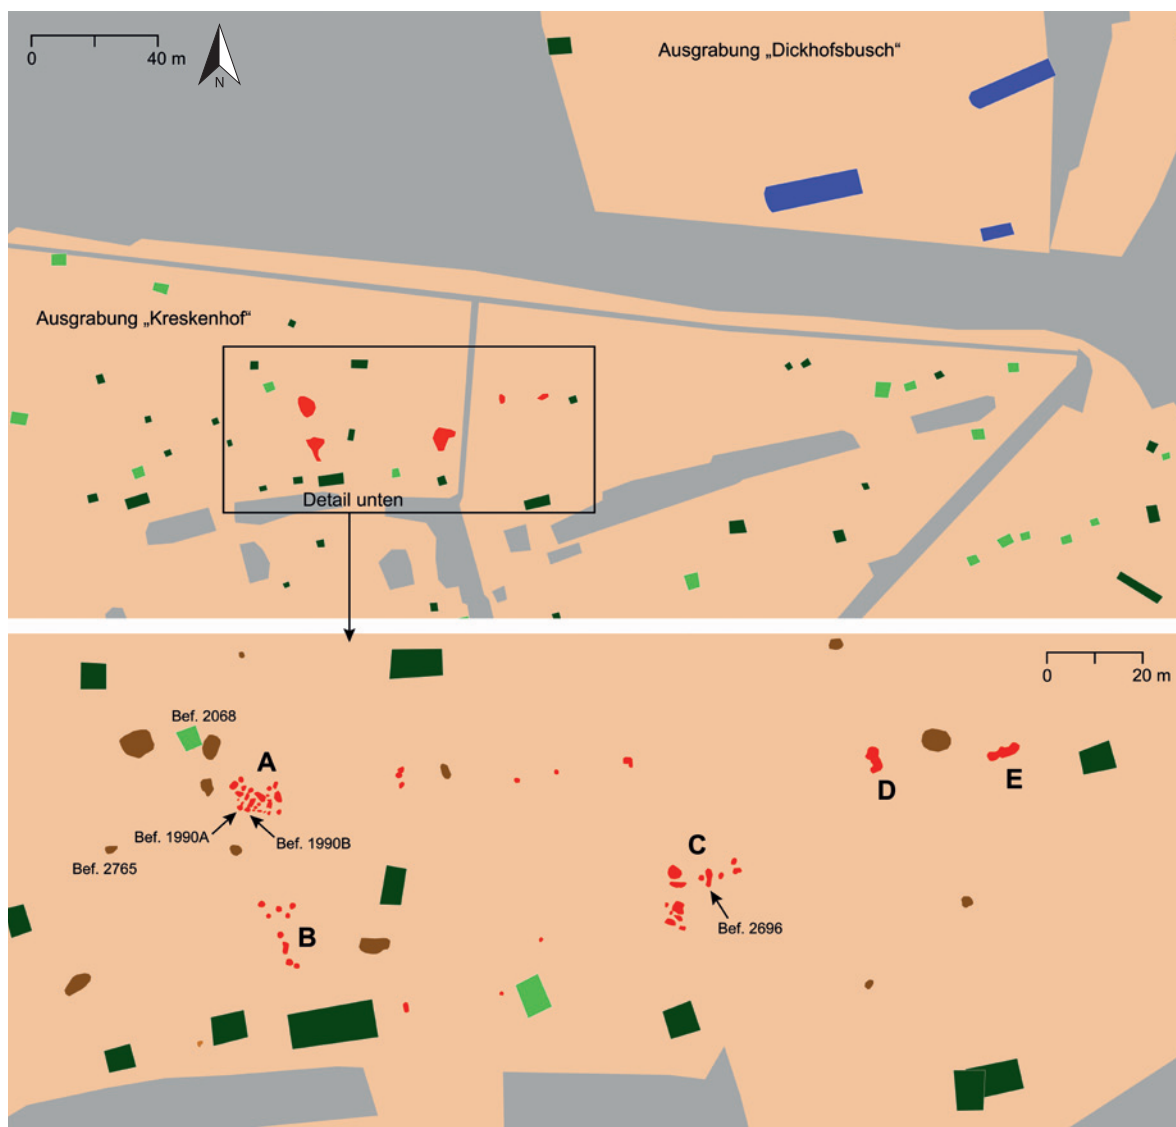 0 40 m
N
Ausgrabung „Dickhofsbusch“
Ausgrabung „Kreskenhof“
Detail unten
0 20 m
Bef. 2068
A
Bef. 1990A
Bef. 1990B
Bef. 2765
B
C
Bef. 2696
D
E